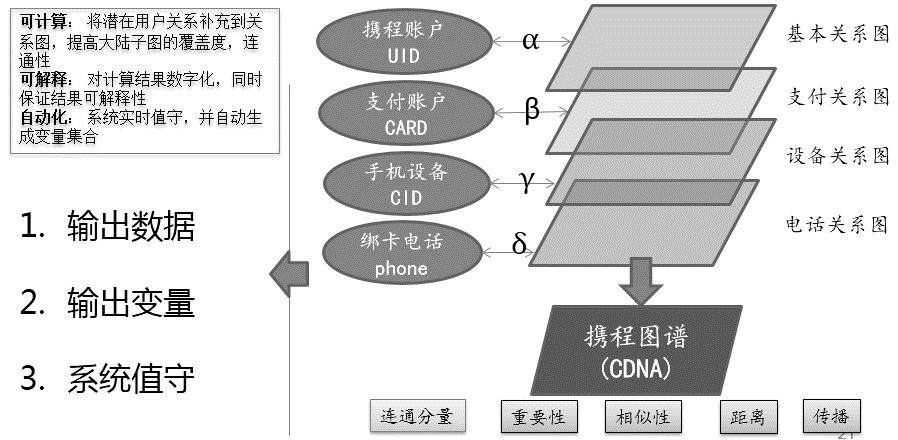 可计算： 将潜在用户关系补充到关
系图，提高大陆子图的覆盖度，连
通性
可解释： 对计算结果数字化，同时
保证结果可解释性
自动化： 系统实时值守，并自动生
成变量集合
1. 输出数据
2. 输出变量
3. 系统值守
携程账户
UID
α
基本关系图
支付账户
CARD
β
支付关系图
手机设备
CID
γ
设备关系图
绑卡电话
phone
δ
电话关系图
携程图谱
(CDNA)
连通分量
重要性
相似性
距离
传播
21